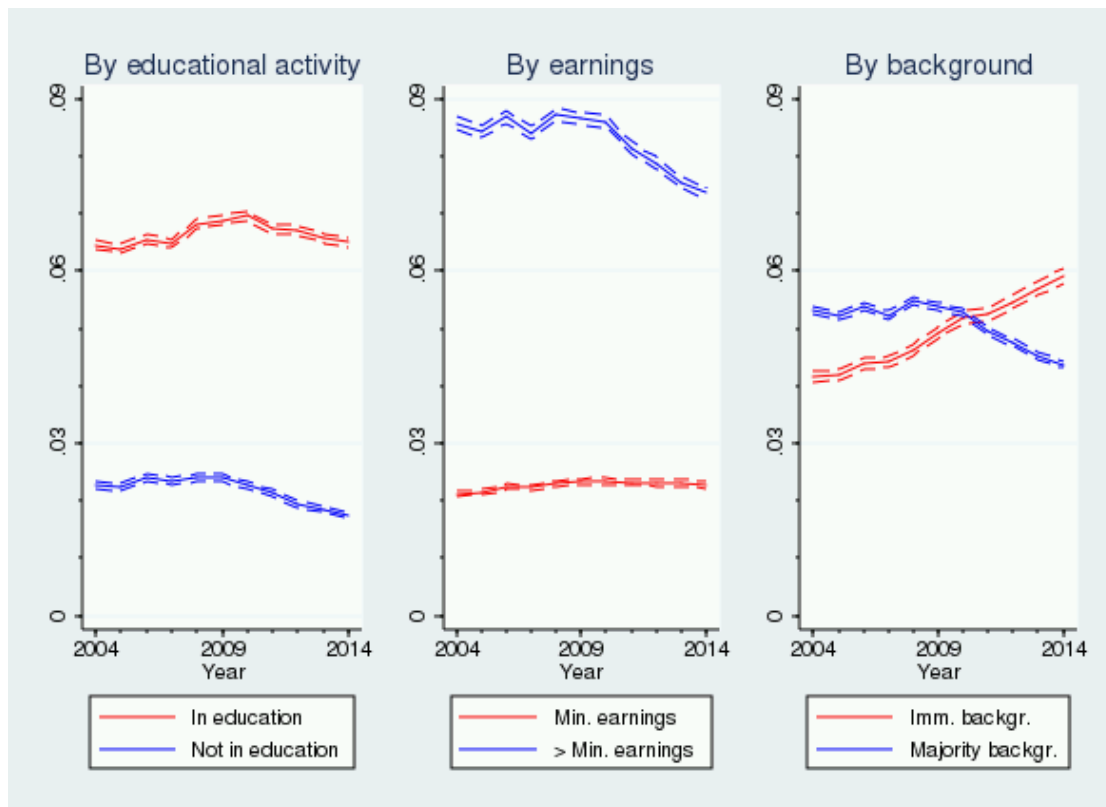 By educational activity
.09
.06
.03
0
2004 2009 2014
Year
In education
Not in education
By earnings
.09
.06
.03
0
2004 2009 2014
Year
Min. earnings
> Min. earnings
By background
.09
.06
.03
0
2004 2009 2014
Year
Imm. backgr.
Majority backgr.